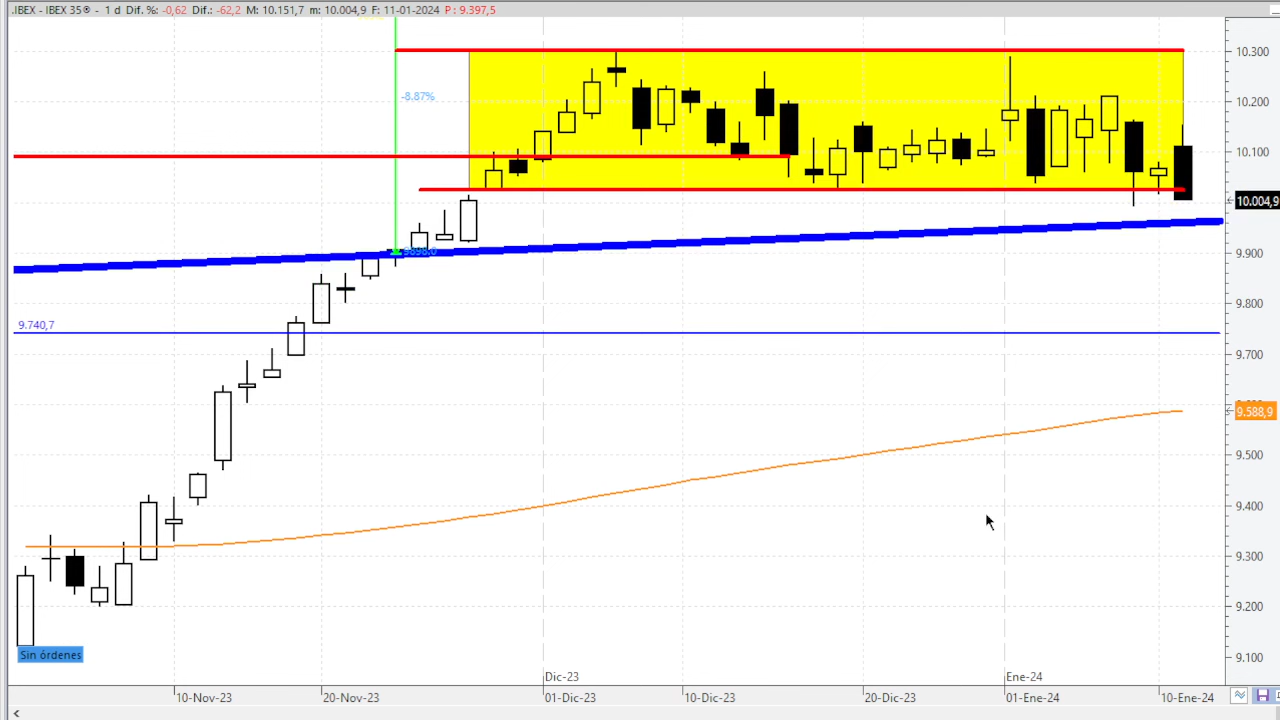 .IBEX - IBEX 35® - 1 d Dif. %: -0,62 Dif.: -62,2 M: 10.151,7 m: 10.004,9 F: 11-01-2024 P: 9.397,5
10.300
-8.87%
10.200
10.100
10.004,9
9898,0
9.900
9.800
9.740,7
9.700
9.588,9
9.500
9.400
9.300
9.200
Sin órdenes
9.100
Dic-23
Ene-24
10-Nov-23
20-Nov-23
01-Dic-23
10-Dic-23
20-Dic-23
01-Ene-24
10-Ene-24